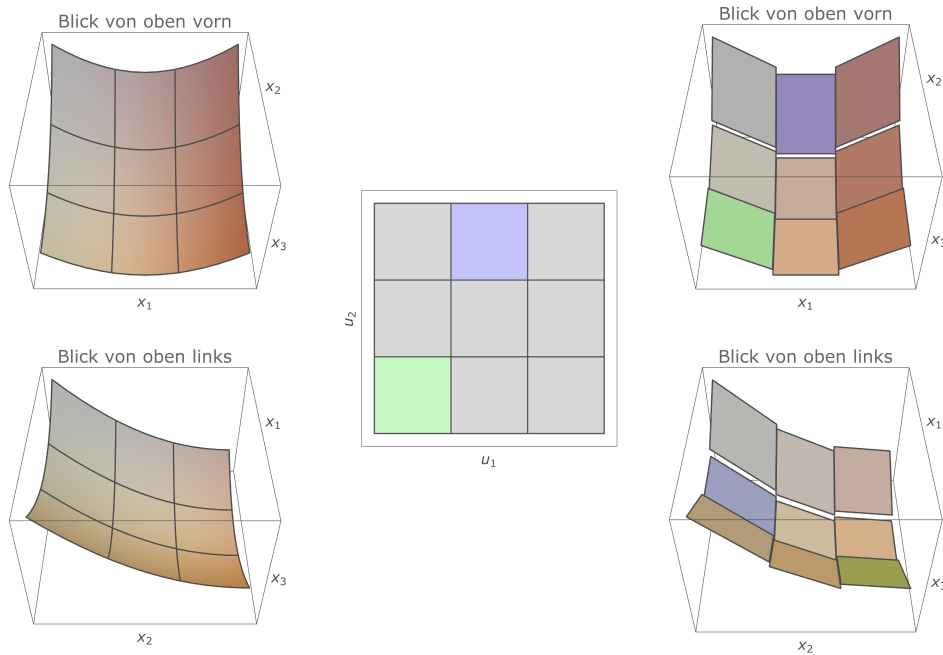 Blick von oben vorn
x₂
x₃
x₁
Blick von oben links
x₁
x₃
x₂
u₂
u₁
Blick von oben vorn
x₂
x₃
x₁
Blick von oben links
x₁
x₃
x₂